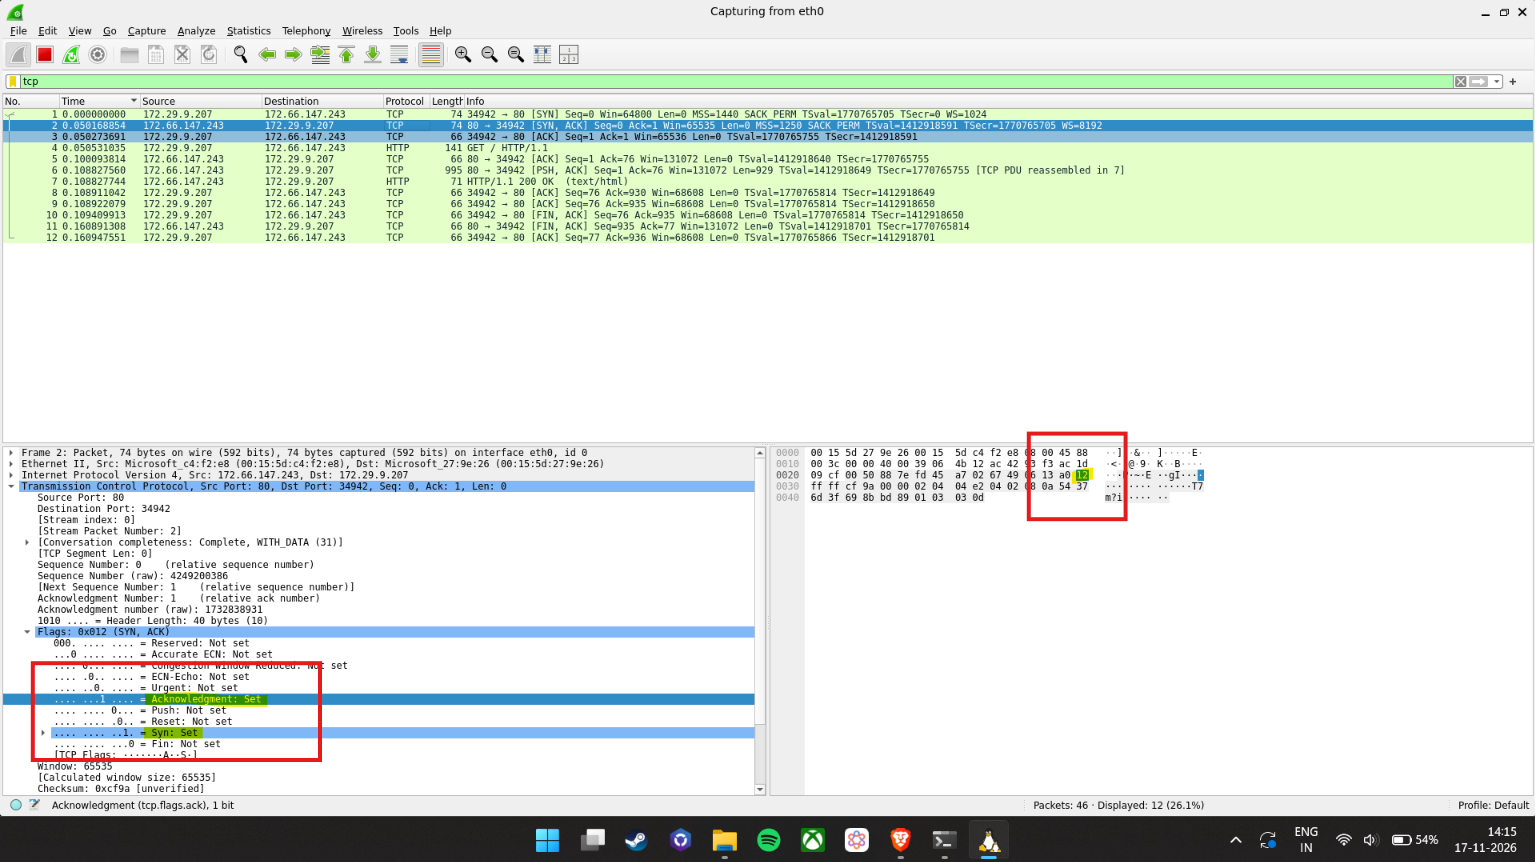 Capturing from eth0
File Edit View Go Capture Analyze Statistics Telephony Wireless Tools Help
tcp
No. Time Source Destination Protocol Length Info
1 0.000000000 172.29.9.207 172.66.147.243 TCP 74 34942 → 80 [SYN] Seq=0 Win=64800 Len=0 MSS=1440 SACK_PERM TSval=1770765705 TSecr=0 WS=1024
2 0.050168854 172.66.147.243 172.29.9.207 TCP 74 80 → 34942 [SYN, ACK] Seq=0 Ack=1 Win=65535 Len=0 MSS=1250 SACK_PERM TSval=1412918591 TSecr=1770765705 WS=8192
3 0.050273691 172.29.9.207 172.66.147.243 TCP 66 34942 → 80 [ACK] Seq=1 Ack=1 Win=65536 Len=0 TSval=1770765755 TSecr=1412918591
4 0.050531035 172.29.9.207 172.66.147.243 HTTP 141 GET / HTTP/1.1
5 0.100093814 172.66.147.243 172.29.9.207 TCP 66 80 → 34942 [ACK] Seq=1 Ack=76 Win=131072 Len=0 TSval=1412918640 TSecr=1770765755
6 0.108827560 172.66.147.243 172.29.9.207 TCP 995 80 → 34942 [PSH, ACK] Seq=1 Ack=76 Win=131072 Len=929 TSval=1412918649 TSecr=1770765755 [TCP PDU reassembled in 7]
7 0.108827744 172.66.147.243 172.29.9.207 HTTP 71 HTTP/1.1 200 OK (text/html)
8 0.108911042 172.29.9.207 172.66.147.243 TCP 66 34942 → 80 [ACK] Seq=76 Ack=930 Win=68608 Len=0 TSval=1770765814 TSecr=1412918649
9 0.108922079 172.29.9.207 172.66.147.243 TCP 66 34942 → 80 [ACK] Seq=76 Ack=935 Win=68608 Len=0 TSval=1770765814 TSecr=1412918650
10 0.109409913 172.29.9.207 172.66.147.243 TCP 66 34942 → 80 [FIN, ACK] Seq=76 Ack=935 Win=68608 Len=0 TSval=1770765814 TSecr=1412918650
11 0.160891308 172.66.147.243 172.29.9.207 TCP 66 80 → 34942 [FIN, ACK] Seq=935 Ack=77 Win=131072 Len=0 TSval=1412918701 TSecr=1770765814
12 0.160947551 172.29.9.207 172.66.147.243 TCP 66 34942 → 80 [ACK] Seq=77 Ack=936 Win=68608 Len=0 TSval=1770765866 TSecr=1412918701
Frame 2: Packet, 74 bytes on wire (592 bits), 74 bytes captured (592 bits) on interface eth0, id 0
Ethernet II, Src: Microsoft_c4:f2:e8 (00:15:5d:c4:f2:e8), Dst: Microsoft_27:9e:26 (00:15:5d:27:9e:26)
Internet Protocol Version 4, Src: 172.66.147.243, Dst: 172.29.9.207
Transmission Control Protocol, Src Port: 80, Dst Port: 34942, Seq: 0, Ack: 1, Len: 0
Source Port: 80
Destination Port: 34942
[Stream index: 0]
[Stream Packet Number: 2]
[Conversation completeness: Complete, WITH_DATA (31)]
[TCP Segment Len: 0]
Sequence Number: 0 (relative sequence number)
Sequence Number (raw): 4249200386
[Next Sequence Number: 1 (relative sequence number)]
Acknowledgment Number: 1 (relative ack number)
Acknowledgment number (raw): 1732838931
1010 .... = Header Length: 40 bytes (10)
Flags: 0x012 (SYN, ACK)
000. .... .... = Reserved: Not set
...0 .... .... = Accurate ECN: Not set
.... 0... .... = Congestion Window Reduced: Not set
.... .0.. .... = ECN-Echo: Not set
.... ..0. .... = Urgent: Not set
.... ...1 .... = Acknowledgment: Set
.... .... 0... = Push: Not set
.... .... .0.. = Reset: Not set
.... .... ..1. = Syn: Set
.... .... ...0 = Fin: Not set
[TCP Flags: ·······A··S·]
Window: 65535
[Calculated window size: 65535]
Checksum: 0xcf9a [unverified]
0000 00 15 5d 27 9e 26 00 15 5d c4 f2 e8 08 00 45 88
0010 00 3c 00 00 40 00 39 06 4b 12 ac 42 93 f3 ac 1d
0020 09 cf 00 50 88 7e fd 45 a7 02 67 49 06 13 a0 12
0030 ff ff cf 9a 00 00 02 04 04 e2 04 02 08 0a 54 37
0040 6d 3f 69 8b bd 89 01 03 03 0d
Acknowledgment (tcp.flags.ack), 1 bit
Packets: 46 · Displayed: 12 (26.1%)
Profile: Default
ENG IN
54%
14:15
17-11-2026